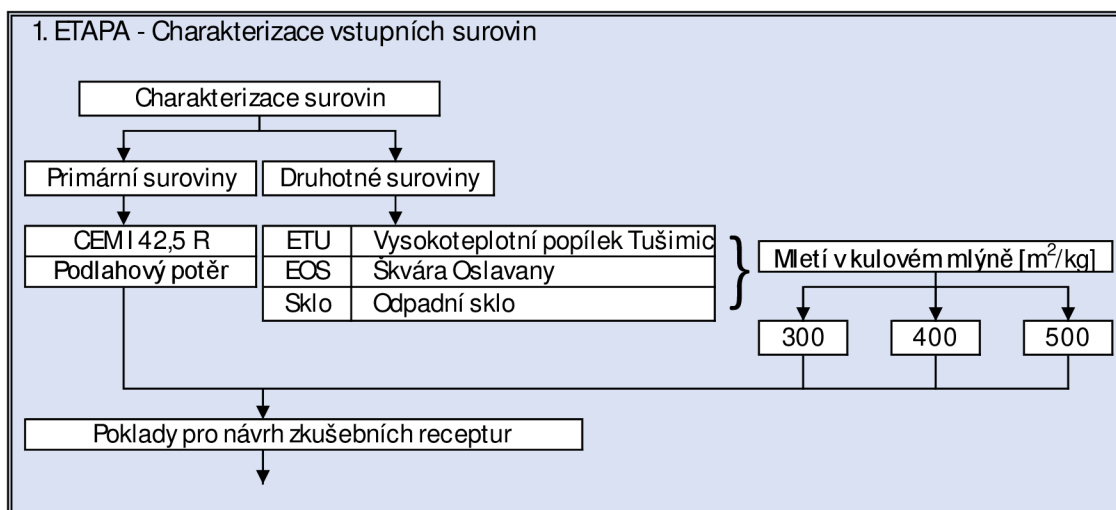 1. ETAPA - Charakterizace vstupních surovin
Charakterizace surovin
Primární suroviny
Druhotné suroviny
CEM I 42,5 R
Podlahový potěr
ETU Vysokoteplotní popílek Tušimic
EOS Škvára Oslavany
Sklo Odpadní sklo
Mletí v kulovém mlýně [m²/kg]
300 400 500
Poklady pro návrh zkušebních receptur